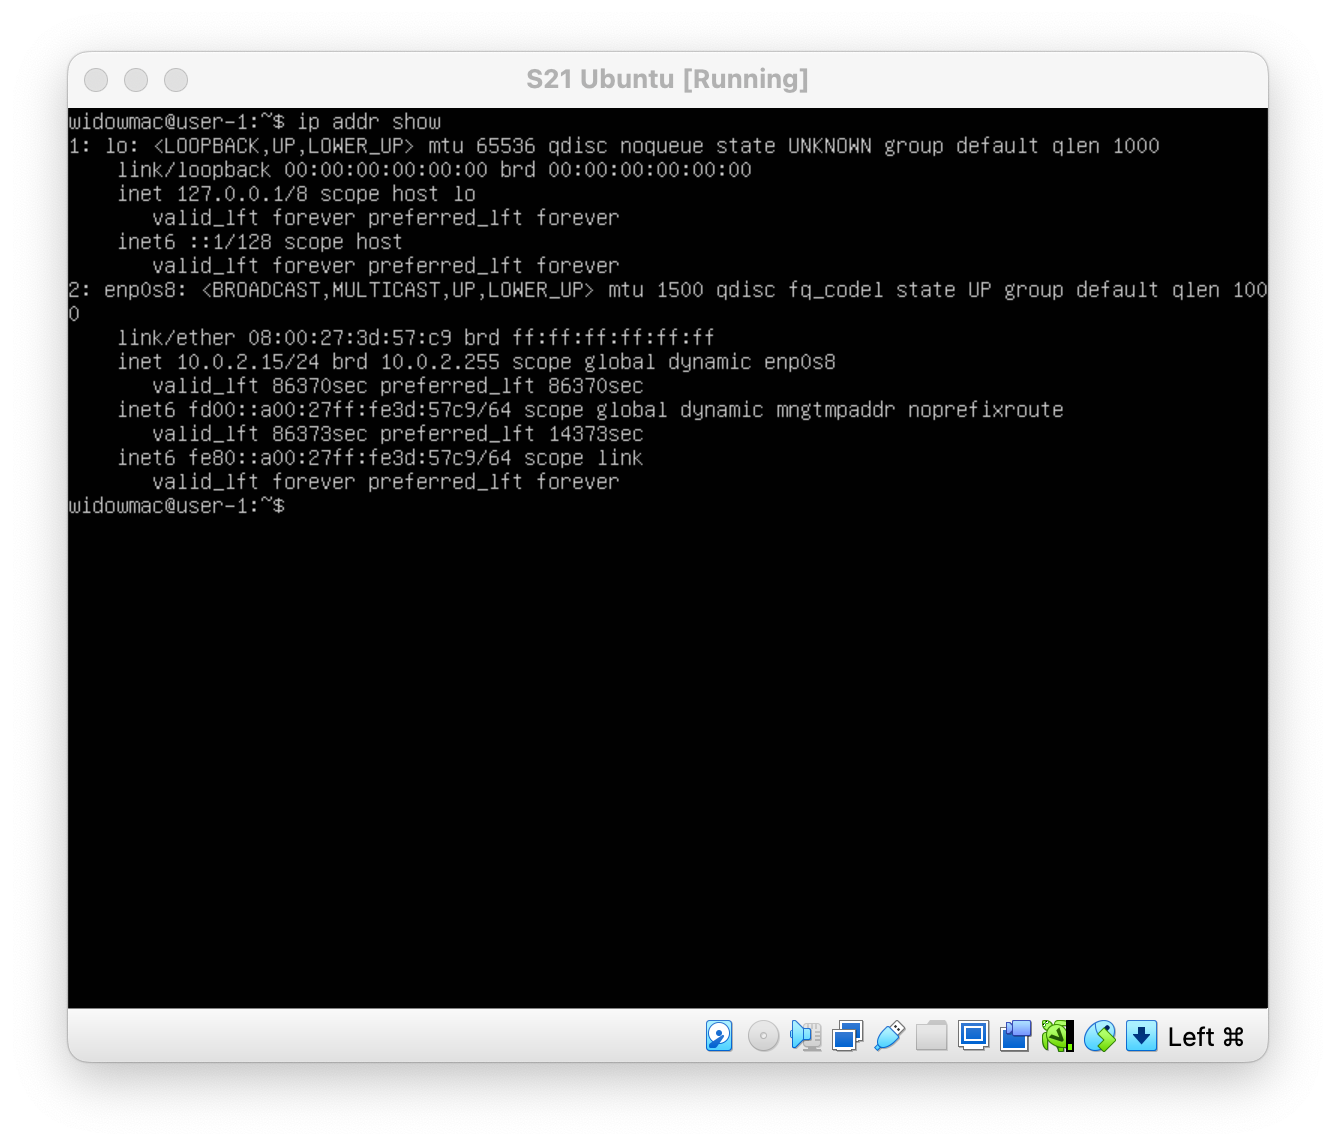 S21 Ubuntu [Running]
widowmac@user-1:~$ ip addr show
1: lo: <LOOPBACK,UP,LOWER_UP> mtu 65536 qdisc noqueue state UNKNOWN group default qlen 1000
    link/loopback 00:00:00:00:00:00 brd 00:00:00:00:00:00
    inet 127.0.0.1/8 scope host lo
       valid_lft forever preferred_lft forever
    inet6 ::1/128 scope host
       valid_lft forever preferred_lft forever
2: enp0s8: <BROADCAST,MULTICAST,UP,LOWER_UP> mtu 1500 qdisc fq_codel state UP group default qlen 100
0
    link/ether 08:00:27:3d:57:c9 brd ff:ff:ff:ff:ff:ff
    inet 10.0.2.15/24 brd 10.0.2.255 scope global dynamic enp0s8
       valid_lft 86370sec preferred_lft 86370sec
    inet6 fd00::a00:27ff:fe3d:57c9/64 scope global dynamic mngtmpaddr noprefixroute
       valid_lft 86373sec preferred_lft 14373sec
    inet6 fe80::a00:27ff:fe3d:57c9/64 scope link
       valid_lft forever preferred_lft forever
widowmac@user-1:~$
Left ⌘